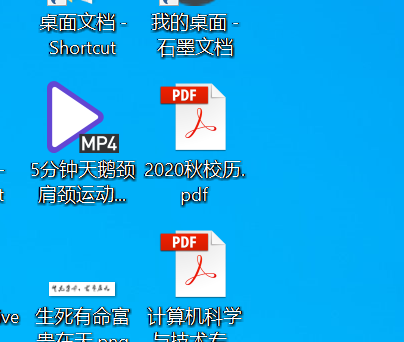 桌面文档 -
Shortcut
我的桌面 -
石墨文档
MP4
5分钟天鹅颈
肩颈运动...
PDF
2020秋校历.
pdf
生死有命富
贵在天.png
PDF
计算机科学
与技术专
ive